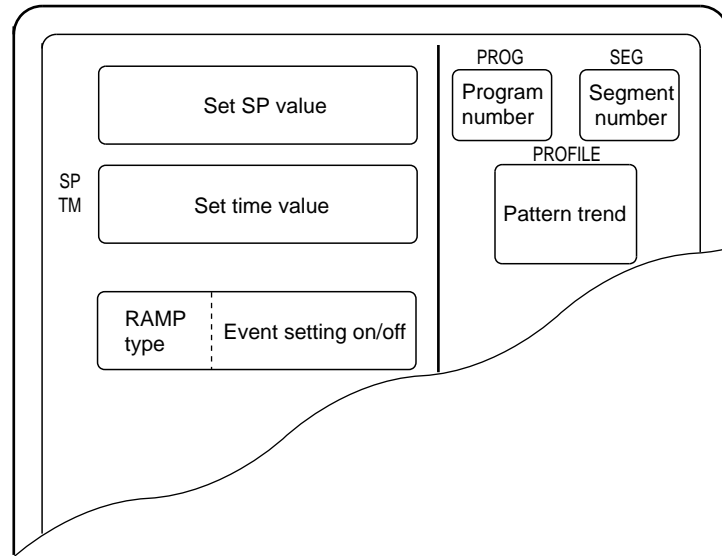 Set SP value
SP
TM
Set time value
RAMP
type
Event setting on/off
PROG
Program
number
SEG
Segment
number
PROFILE
Pattern trend